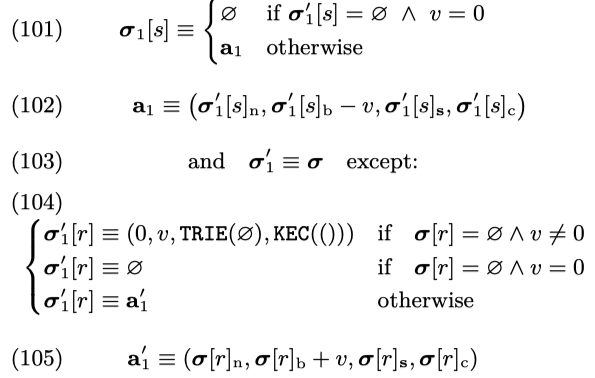 ∅ if σ′₁[s] = ∅ ∧ v = 0
(101) σ₁[s] ≡ {
a₁ otherwise
(102) a₁ ≡ (σ′₁[s]ₙ, σ′₁[s]_b − v, σ′₁[s]ₛ, σ′₁[s]_c)
(103) and σ′₁ ≡ σ except:
(104)
σ′₁[r] ≡ (0, v, TRIE(∅), KEC(())) if σ[r] = ∅ ∧ v ≠ 0
{ σ′₁[r] ≡ ∅ if σ[r] = ∅ ∧ v = 0
σ′₁[r] ≡ a′₁ otherwise
(105) a′₁ ≡ (σ[r]ₙ, σ[r]_b + v, σ[r]ₛ, σ[r]_c)